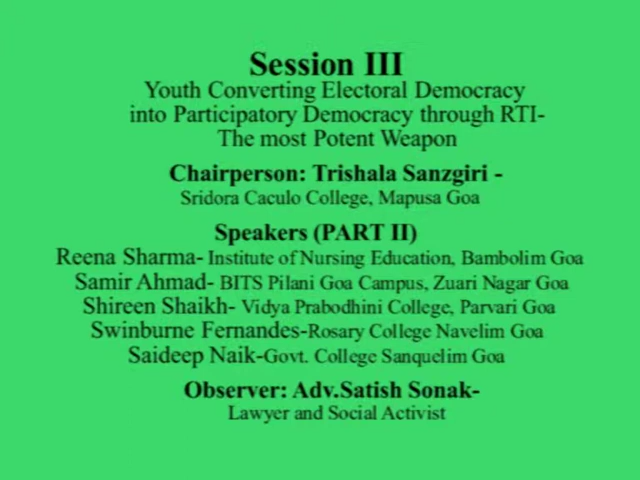 Session III
Youth Converting Electoral Democracy
into Participatory Democracy through RTI-
The most Potent Weapon
Chairperson: Trishala Sanzgiri -
Sridora Caculo College, Mapusa Goa
Speakers (PART II)
Reena Sharma- Institute of Nursing Education, Bambolim Goa
Samir Ahmad- BITS Pilani Goa Campus, Zuari Nagar Goa
Shireen Shaikh- Vidya Prabodhini College, Parvari Goa
Swinburne Fernandes-Rosary College Navelim Goa
Saideep Naik-Govt. College Sanquelim Goa
Observer: Adv.Satish Sonak-
Lawyer and Social Activist